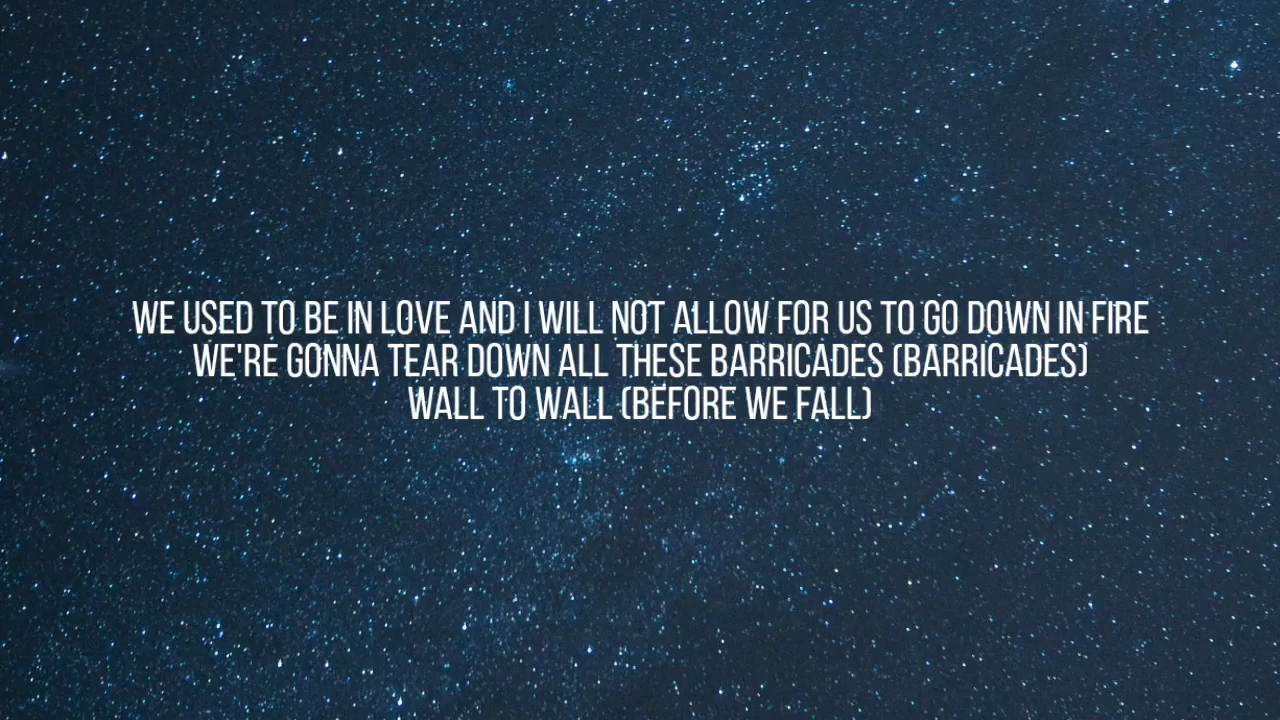 WE USED TO BE IN LOVE AND I WILL NOT ALLOW FOR US TO GO DOWN IN FIRE
WE'RE GONNA TEAR DOWN ALL THESE BARRICADES (BARRICADES)
WALL TO WALL (BEFORE WE FALL)